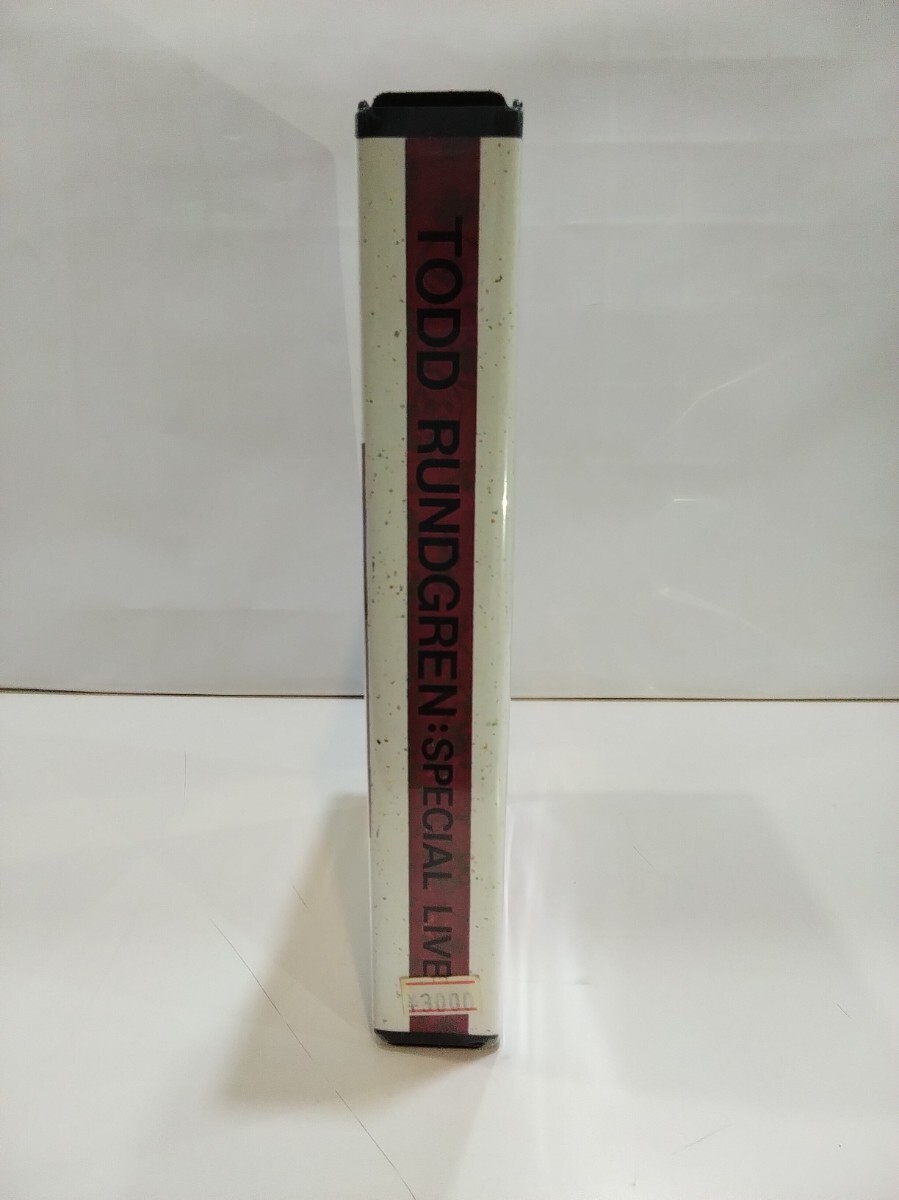 TODD RUNDGREN:SPECIAL LIVE
¥3000